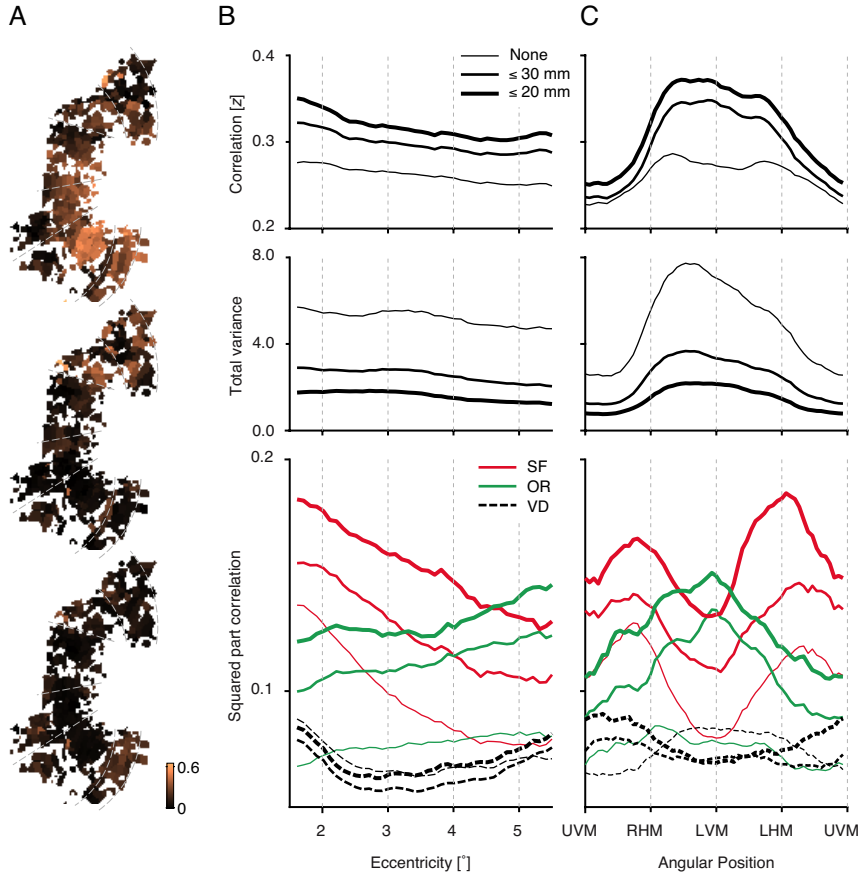 A
B
C
0.4
0.3
0.2
Correlation [z]
None
≤ 30 mm
≤ 20 mm
8.0
4.0
0.0
Total variance
0.2
0.1
Squared part correlation
SF
OR
VD
0.6
0
2
3
4
5
Eccentricity [°]
UVM
RHM
LVM
LHM
UVM
Angular Position